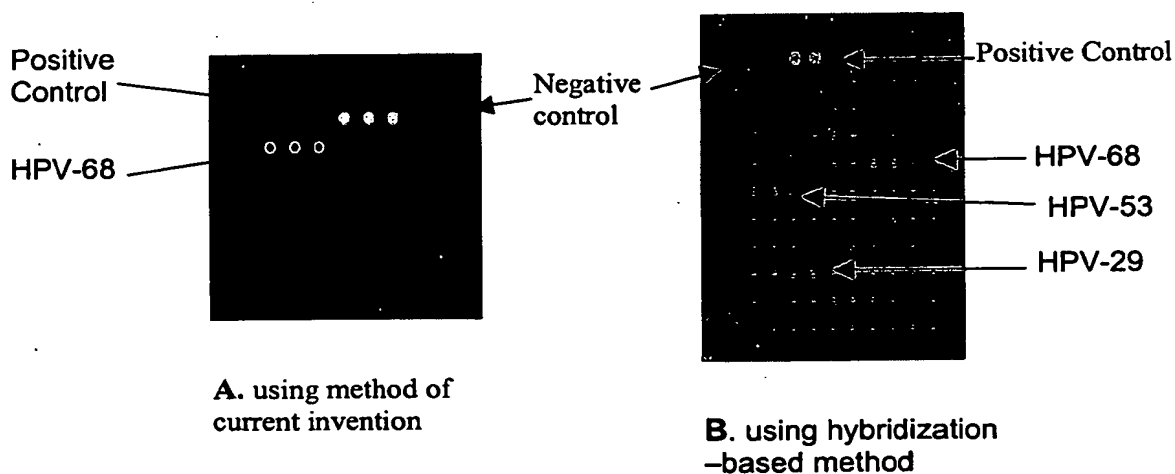 Positive
Control
HPV-68
Negative
control
Positive Control
HPV-68
HPV-53
HPV-29
A. using method of
current invention
B. using hybridization
–based method